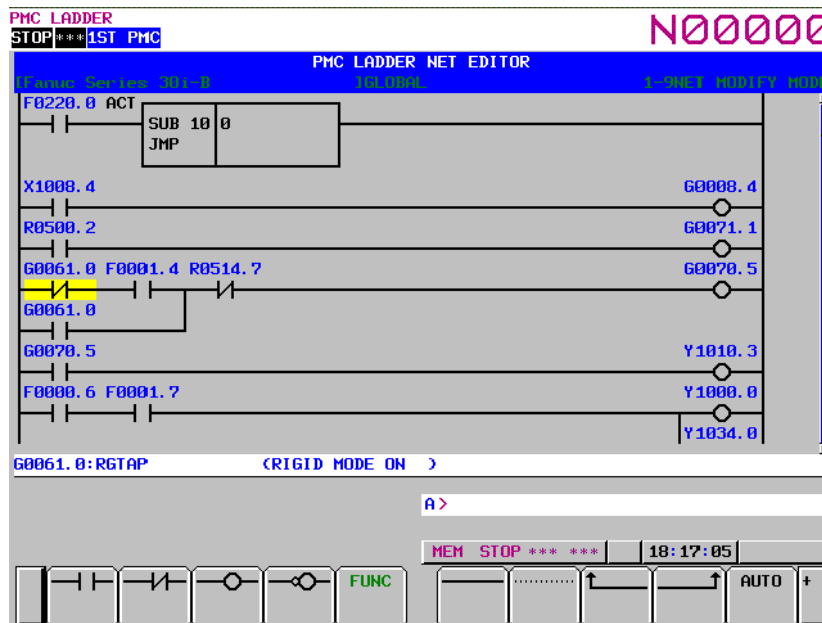 PMC LADDER
STOP***1ST PMC
N00000
PMC LADDER NET EDITOR
[Fanuc Series 30i-B ]GLOBAL 1-9NET MODIFY MODE
F0220.0 ACT
SUB 10 0
JMP
X1008.4 G0008.4
R0500.2 G0071.1
G0061.0 F0001.4 R0514.7 G0070.5
G0061.0
G0070.5 Y1010.3
F0000.6 F0001.7 Y1000.0
Y1034.0
G0061.0:RGTAP (RIGID MODE ON )
A>
MEM STOP *** *** 18:17:05
FUNC AUTO +